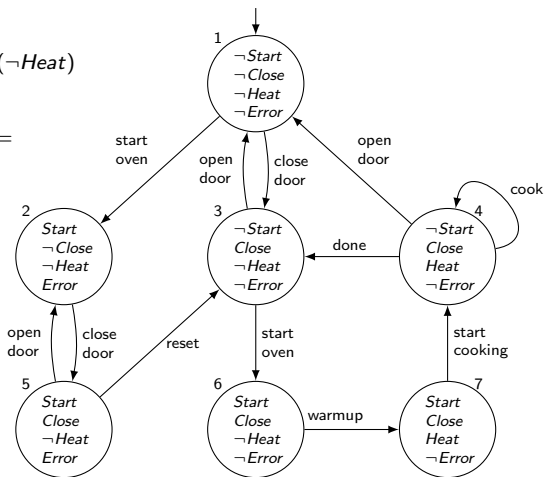 1
¬Start
¬Close
¬Heat
¬Error
(¬Heat)
=
start
oven
open
door
close
door
open
door
cook
2
Start
¬Close
¬Heat
Error
3
¬Start
Close
¬Heat
¬Error
done
4
¬Start
Close
Heat
¬Error
open
door
close
door
reset
start
oven
start
cooking
5
Start
Close
¬Heat
Error
6
Start
Close
¬Heat
¬Error
warmup
7
Start
Close
Heat
¬Error